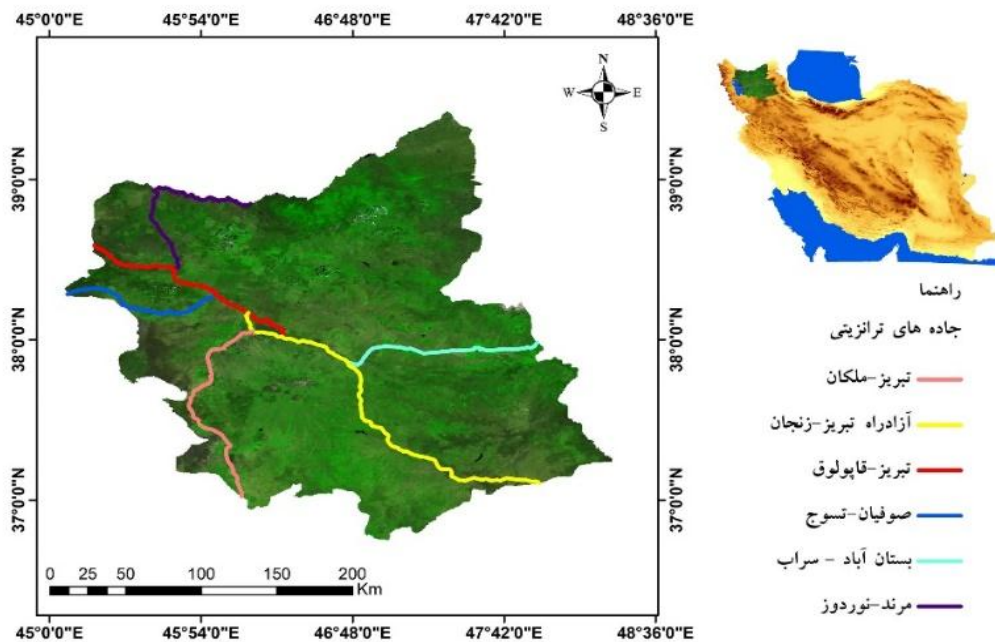 45°0'0"E 45°54'0"E 46°48'0"E 47°42'0"E 48°36'0"E
N
W E
S
39°0'0"N 39°0'0"N
38°0'0"N 38°0'0"N
37°0'0"N 37°0'0"N
0 25 50 100 150 200
Km
45°0'0"E 45°54'0"E 46°48'0"E 47°42'0"E 48°36'0"E
راهنما
جاده های ترانزیتی
تبریز-ملکان
آزادراه تبریز-زنجان
تبریز-قاپولوق
صوفیان-تسوج
بستان آباد - سراب
مرند-نوردوز